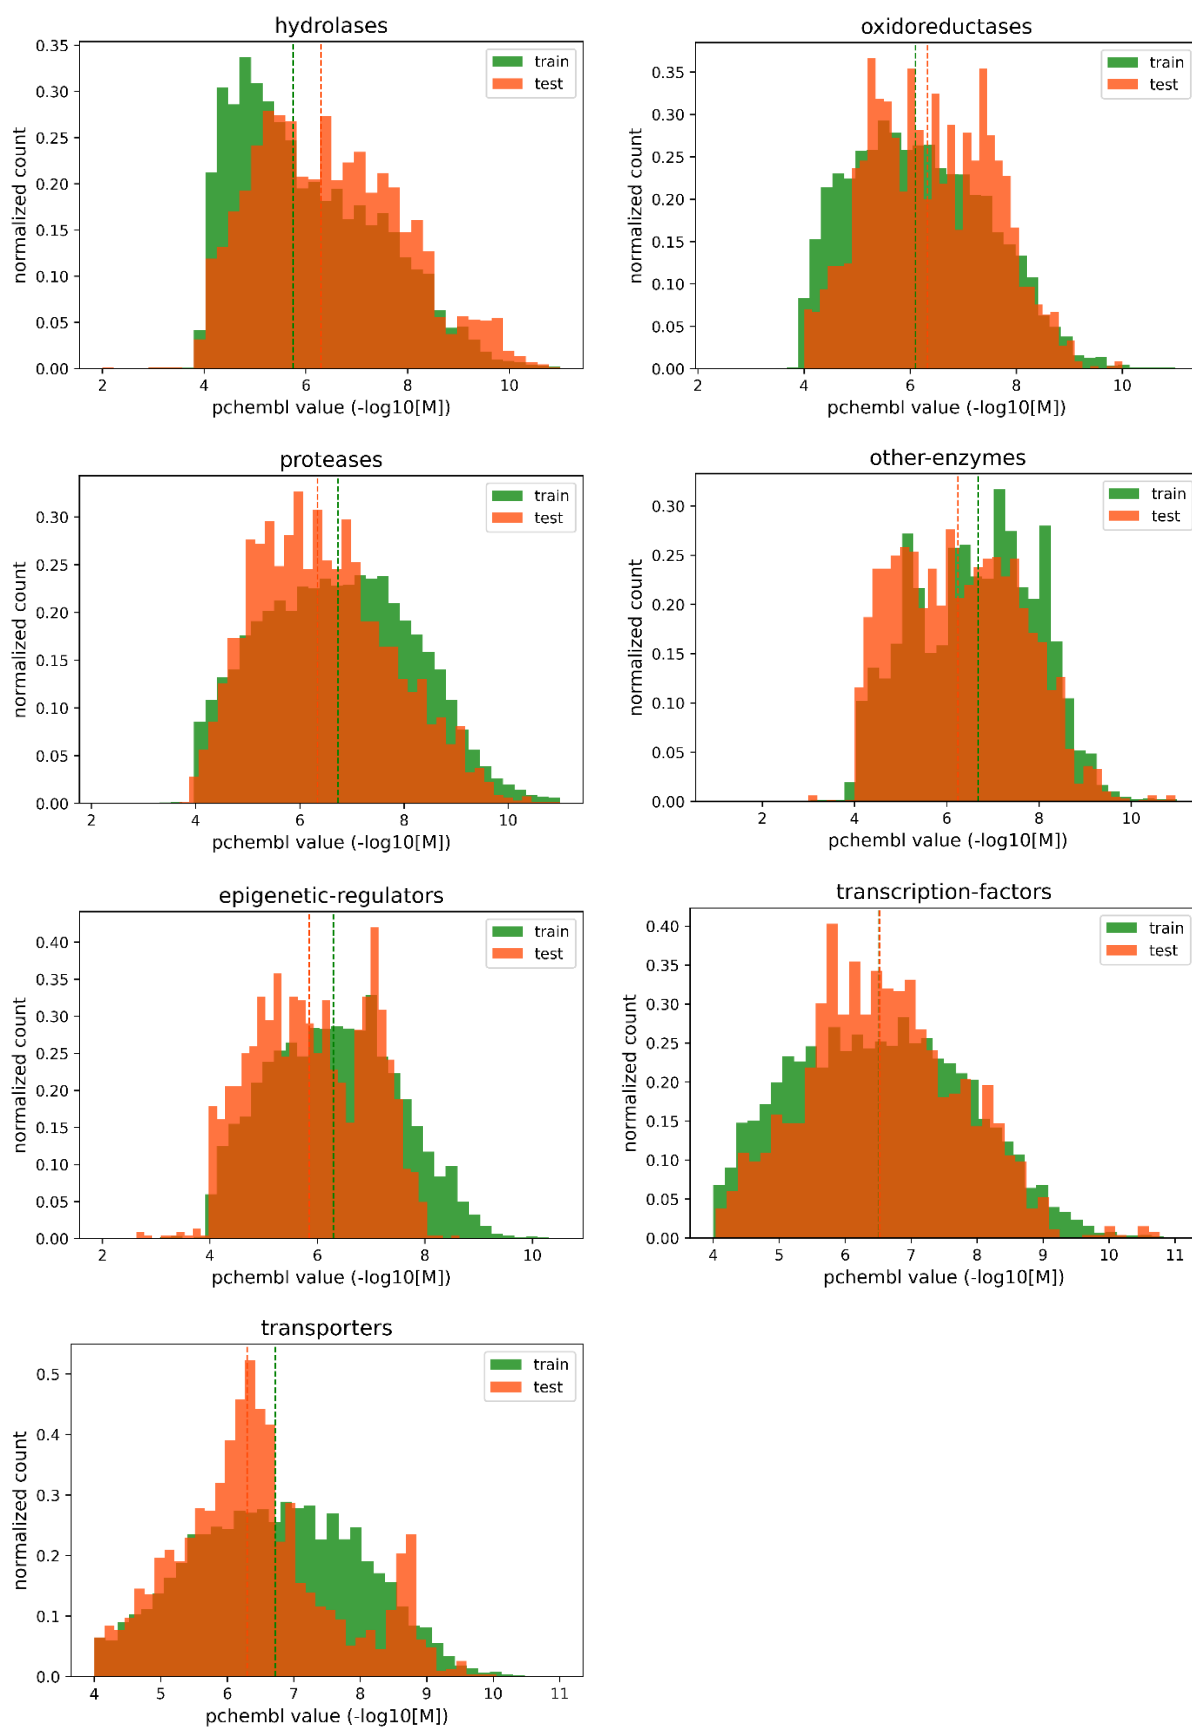 hydrolases
0.35
0.30
0.25
0.20
0.15
0.10
0.05
0.00
normalized count
train
test
2 4 6 8 10
pchembl value (-log10[M])
oxidoreductases
0.35
0.30
0.25
0.20
0.15
0.10
0.05
0.00
normalized count
train
test
2 4 6 8 10
pchembl value (-log10[M])
proteases
0.30
0.25
0.20
0.15
0.10
0.05
0.00
normalized count
train
test
2 4 6 8 10
pchembl value (-log10[M])
other-enzymes
0.30
0.25
0.20
0.15
0.10
0.05
0.00
normalized count
train
test
2 4 6 8 10
pchembl value (-log10[M])
epigenetic-regulators
0.40
0.35
0.30
0.25
0.20
0.15
0.10
0.05
0.00
normalized count
train
test
2 4 6 8 10
pchembl value (-log10[M])
transcription-factors
0.40
0.35
0.30
0.25
0.20
0.15
0.10
0.05
0.00
normalized count
train
test
4 5 6 7 8 9 10 11
pchembl value (-log10[M])
transporters
0.5
0.4
0.3
0.2
0.1
0.0
normalized count
train
test
4 5 6 7 8 9 10 11
pchembl value (-log10[M])